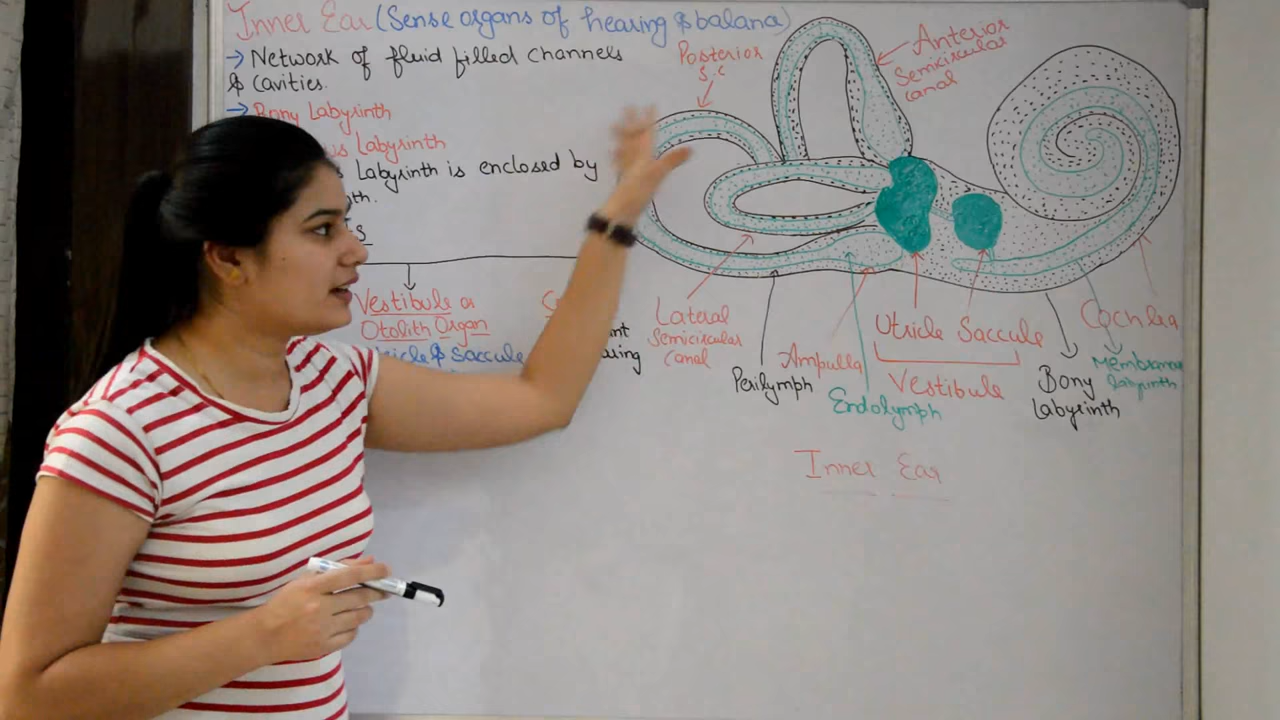 Inner Ear (Sense organs of hearing & balana)
→ Network of fluid filled channels
& Cavities.
→ Bony Labyrinth
Labyrinth
Labyrinth is enclosed by
Vestibule or
Otolith Organ
& Saccule
Posterior
S.C
Anterior
Semicircular
canal
Lateral
Semicircular
Canal
Perilymph
Ampulla
Endolymph
Utricle Saccule
Vestibule
Cochlea
Bony
Labyrinth
labyrinth
Inner Ear